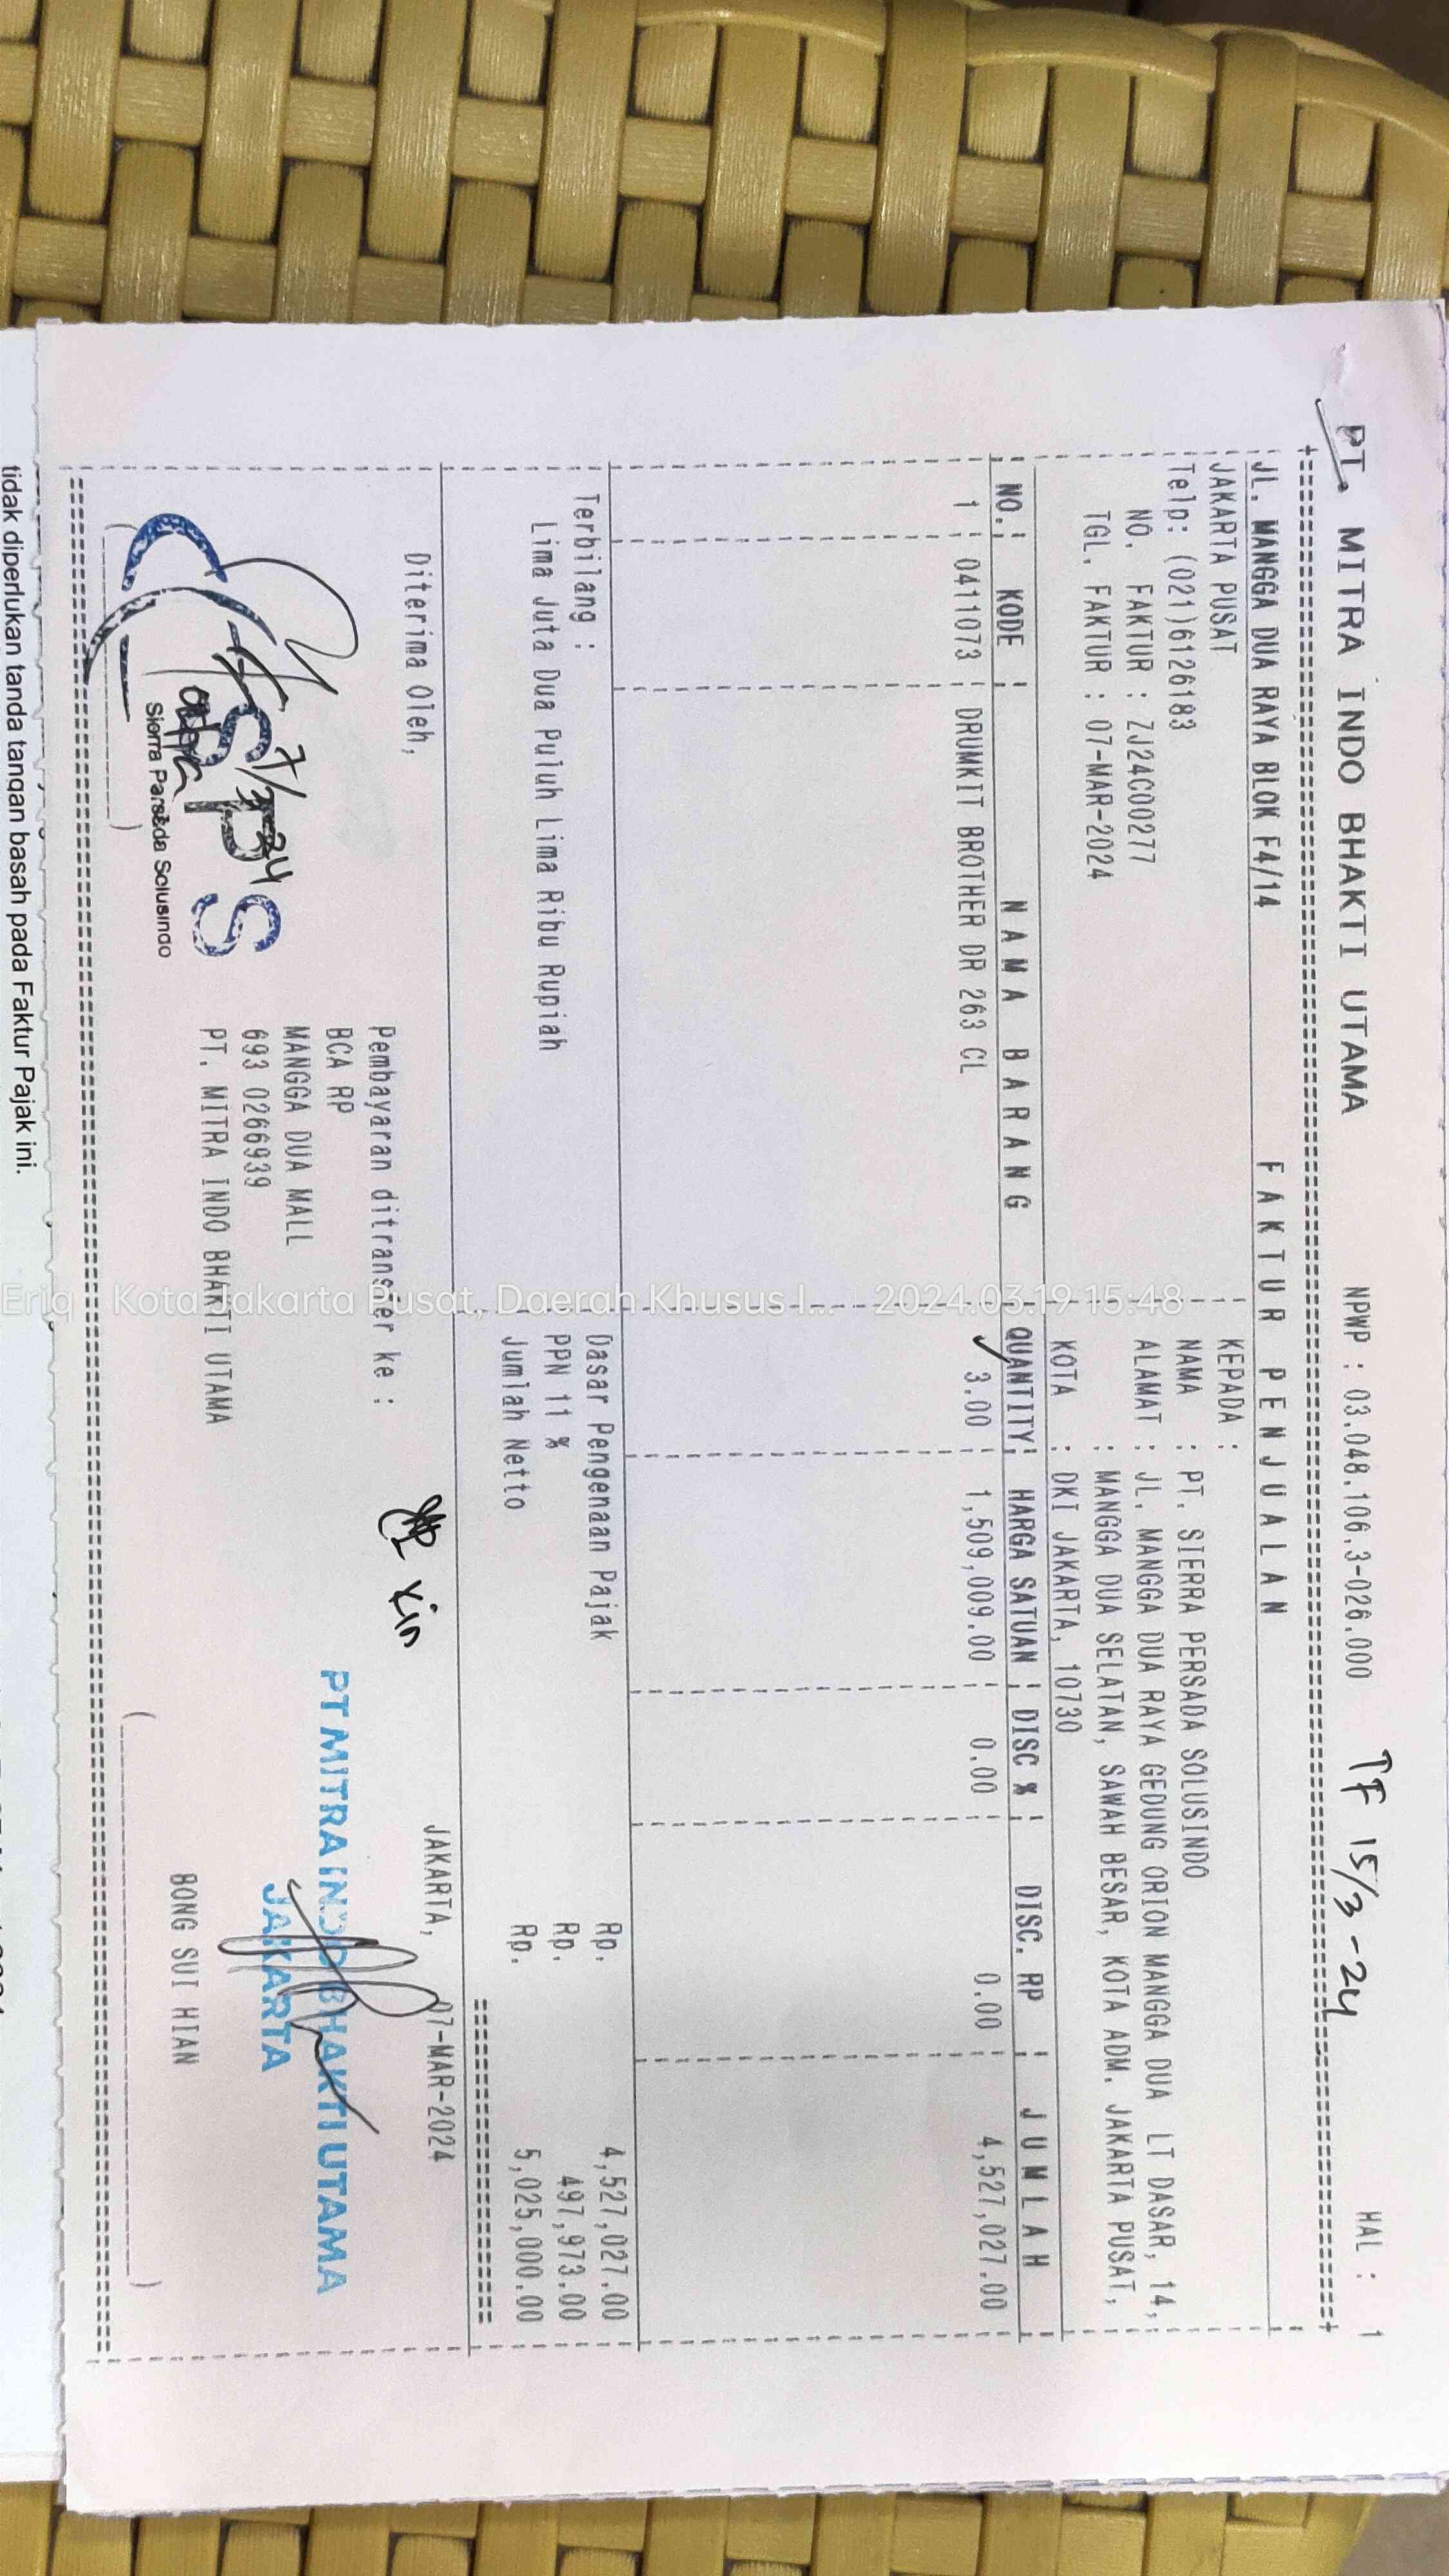 PT. MITRA INDO BHAKTI UTAMA NPWP : 03.048.106.3-026.000 TF 15/3-24 HAL : 1
JL. MANGGA DUA RAYA BLOK F4/14 FAKTUR PENJUALAN
JAKARTA PUSAT KEPADA :
Telp: (021)6126183 NAMA : PT. SIERRA PERSADA SOLUSINDO
NO. FAKTUR : ZJ24C00277 ALAMAT : JL. MANGGA DUA RAYA GEDUNG ORION MANGGA DUA LT DASAR, 14,
TGL. FAKTUR : 07-MAR-2024 : MANGGA DUA SELATAN, SAWAH BESAR, KOTA ADM. JAKARTA PUSAT,
KOTA : DKI JAKARTA, 10730
NO. KODE NAMA BARANG QUANTITY HARGA SATUAN DISC % DISC. RP JUMLAH
1 0411073 DRUMKIT BROTHER DR 263 CL 3.00 1,509,009.00 0.00 0.00 4,527,027.00
Terbilang : Dasar Pengenaan Pajak Rp. 4,527,027.00
Lima Juta Dua Puluh Lima Ribu Rupiah PPN 11 % Rp. 497,973.00
Jumlah Netto Rp. 5,025,000.00
Diterima Oleh, JAKARTA, 07-MAR-2024
Pembayaran ditransfer ke :
BCA RP
MANGGA DUA MALL
693 0266939
PT. MITRA INDO BHAKTI UTAMA
Xin
PT MITRA INDO BHAKTI UTAMA
JAKARTA
BONG SUI HIAN
SPS
Sierra Persada Solusindo
tidak diperlukan tanda tangan basah pada Faktur Pajak ini.
Eriq Kota Jakarta Pusat, Daerah Khusus I... 2024.03.19 15:48